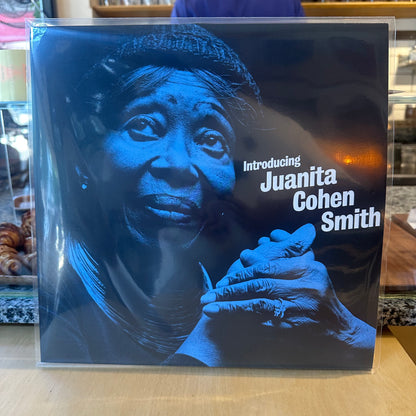 Introducing
Juanita
Cohen
Smith